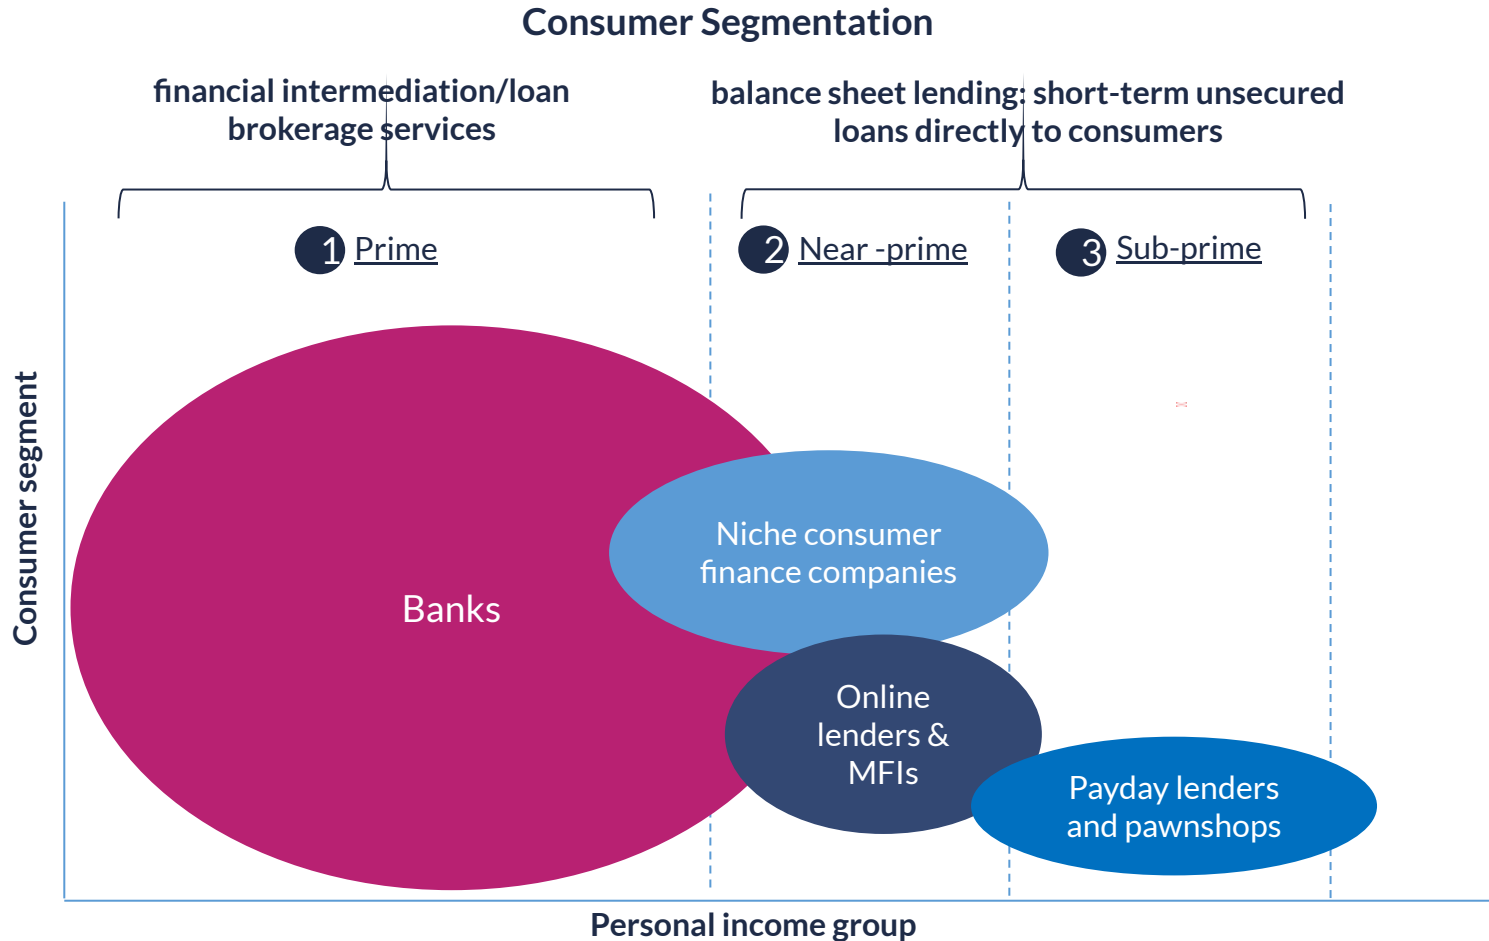 Consumer Segmentation
financial intermediation/loan
brokerage services
balance sheet lending: short-term unsecured
loans directly to consumers
1 Prime
2 Near -prime
3 Sub-prime
Consumer segment
Banks
Niche consumer
finance companies
Online
lenders &
MFIs
Payday lenders
and pawnshops
Personal income group